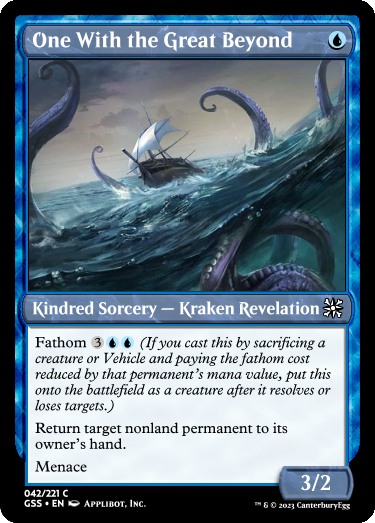 One With the Great Beyond
Kindred Sorcery — Kraken Revelation
Fathom 3 (If you cast this by sacrificing a
creature or Vehicle and paying the fathom cost
reduced by that permanent's mana value, put this
onto the battlefield as a creature after it resolves or
loses targets.)
Return target nonland permanent to its
owner's hand.
Menace
3/2
042/221 C
GSS • EN Applibot, Inc.
™ & © 2023 CanterburyEgg